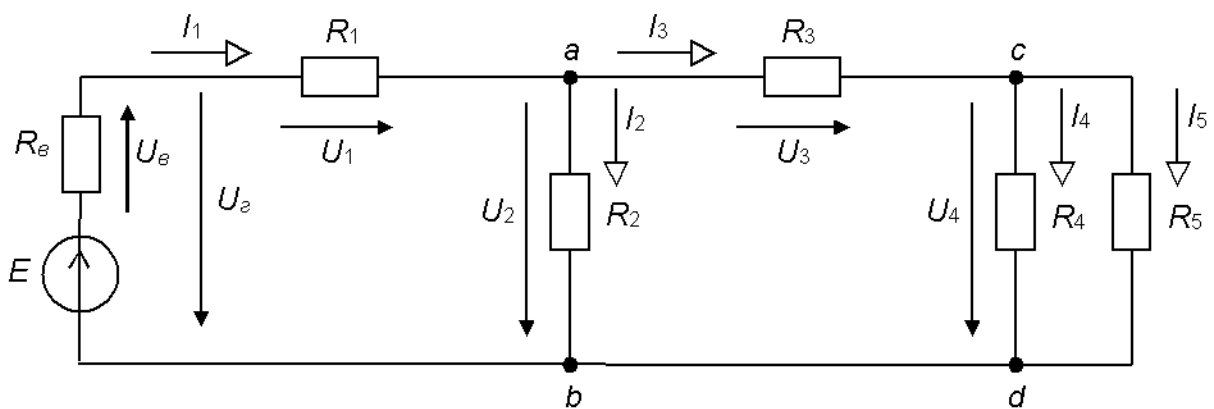 I1 R1 a I3 R3 c
Rв Uв U1 I2 U3 I4 I5
E Uг U2 R2 U4 R4 R5
b d